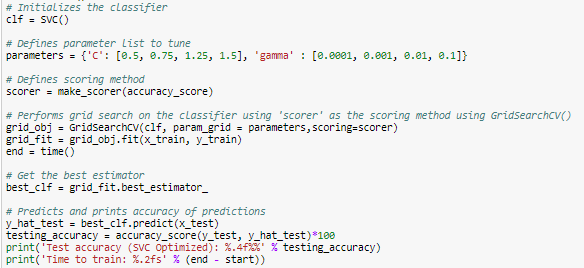 # Initializes the classifier
clf = SVC()
# Defines parameter list to tune
parameters = {'C': [0.5, 0.75, 1.25, 1.5], 'gamma' : [0.0001, 0.001, 0.01, 0.1]}
# Defines scoring method
scorer = make_scorer(accuracy_score)
# Performs grid search on the classifier using 'scorer' as the scoring method using GridSearchCV()
grid_obj = GridSearchCV(clf, param_grid = parameters,scoring=scorer)
grid_fit = grid_obj.fit(x_train, y_train)
end = time()
# Get the best estimator
best_clf = grid_fit.best_estimator_
# Predicts and prints accuracy of predictions
y_hat_test = best_clf.predict(x_test)
testing_accuracy = accuracy_score(y_test, y_hat_test)*100
print('Test accuracy (SVC Optimized): %.4f%%' % testing_accuracy)
print('Time to train: %.2fs' % (end - start))